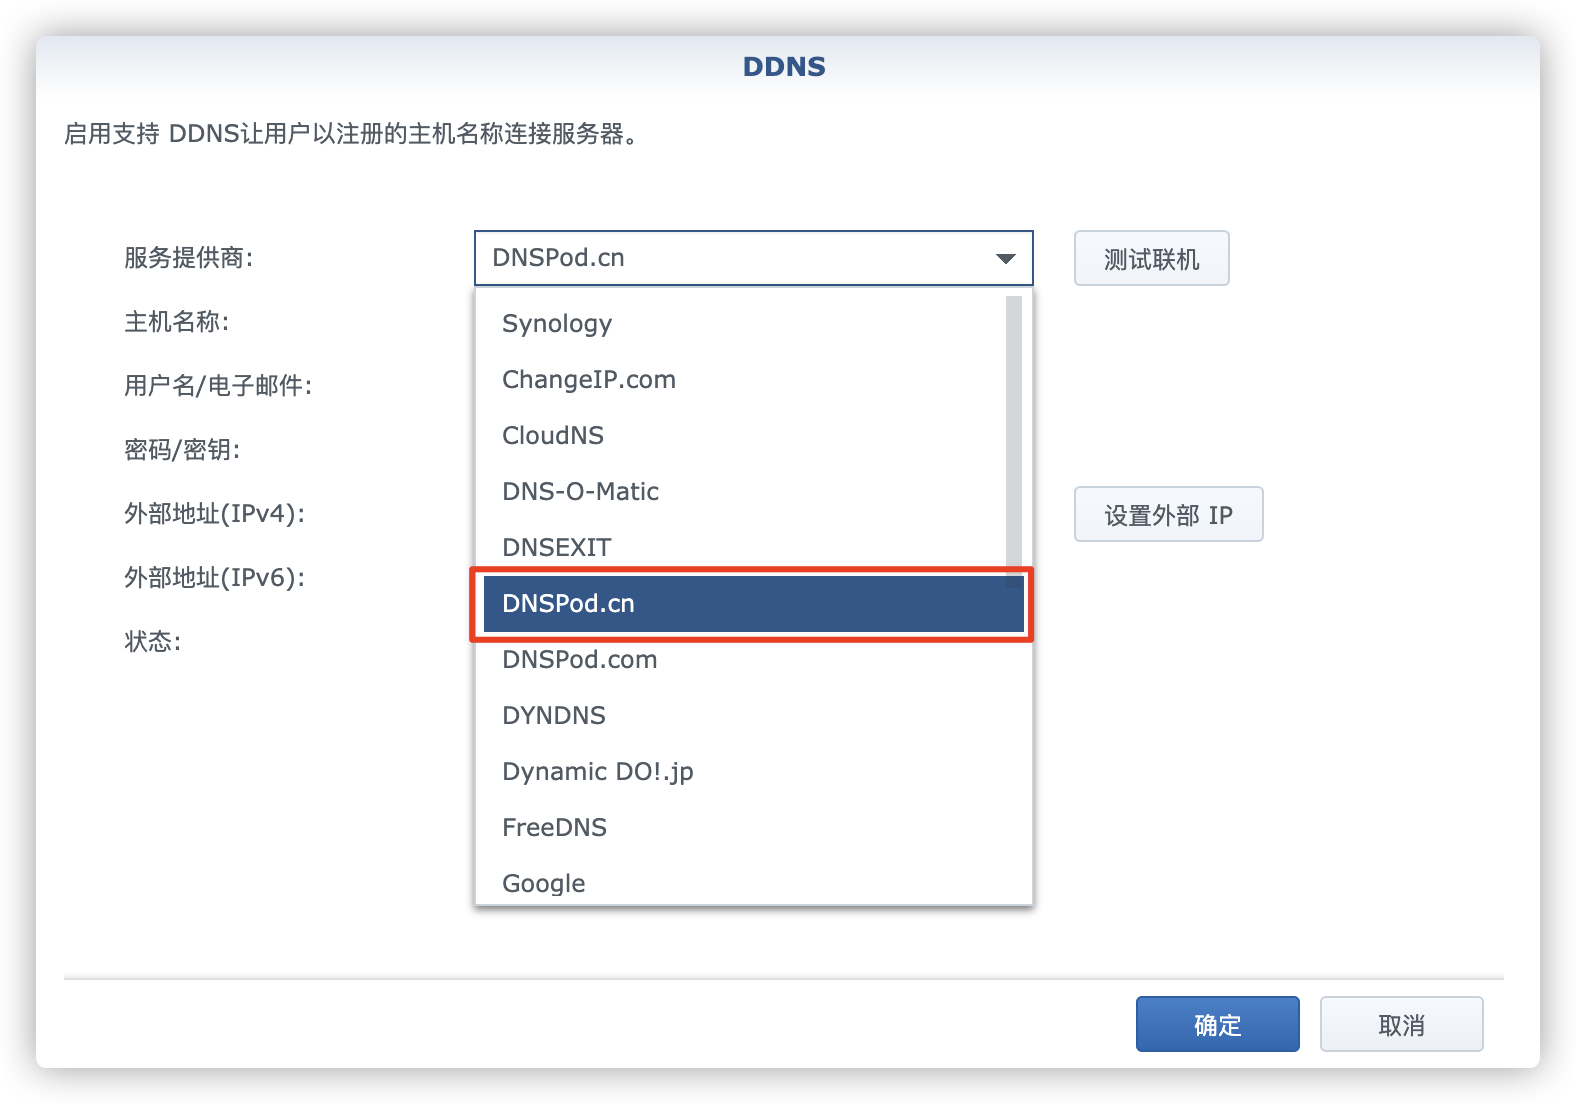 DDNS
启用支持 DDNS让用户以注册的主机名称连接服务器。
服务提供商:
DNSPod.cn
测试联机
主机名称:
用户名/电子邮件:
密码/密钥:
外部地址(IPv4):
设置外部 IP
外部地址(IPv6):
状态:
Synology
ChangeIP.com
CloudNS
DNS-O-Matic
DNSEXIT
DNSPod.cn
DNSPod.com
DYNDNS
Dynamic DO!.jp
FreeDNS
Google
确定
取消